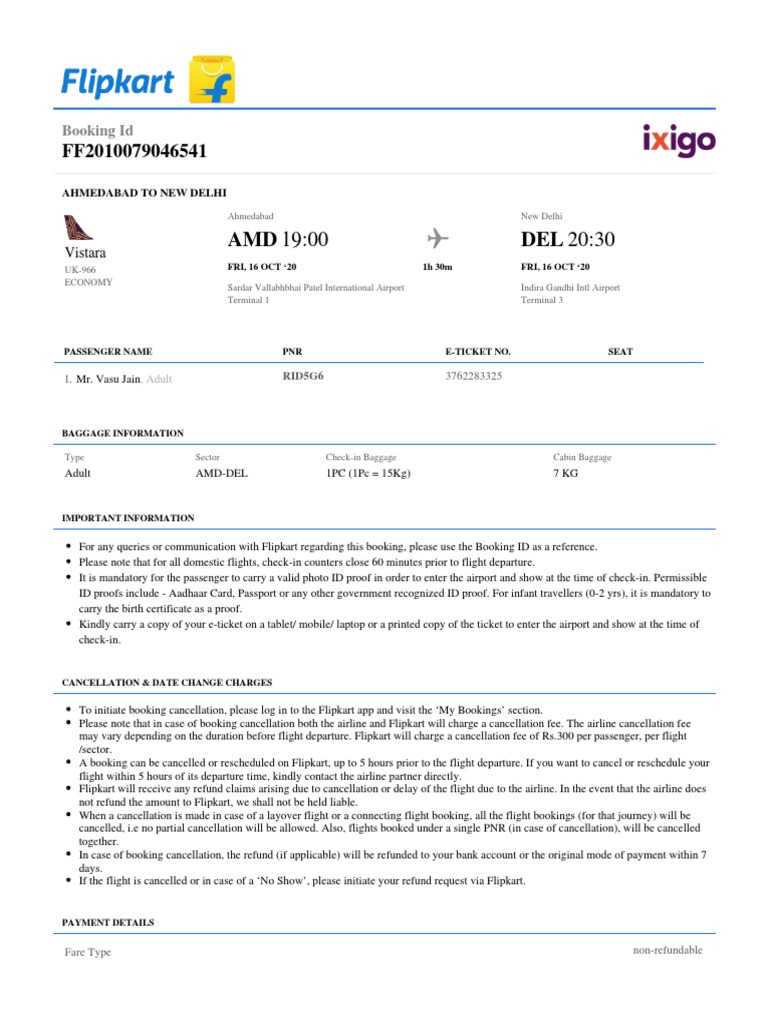 Flipkart
Booking Id
FF2010079046541
ixigo
AHMEDABAD TO NEW DELHI
Vistara
UK-966
ECONOMY
Ahmedabad
AMD 19:00
FRI, 16 OCT ‘20
Sardar Vallabhbhai Patel International Airport
Terminal 1
1h 30m
New Delhi
DEL 20:30
FRI, 16 OCT ‘20
Indira Gandhi Intl Airport
Terminal 3
PASSENGER NAME PNR E-TICKET NO. SEAT
1. Mr. Vasu Jain, Adult RID5G6 3762283325
BAGGAGE INFORMATION
Type Sector Check-in Baggage Cabin Baggage
Adult AMD-DEL 1PC (1Pc = 15Kg) 7 KG
IMPORTANT INFORMATION
• For any queries or communication with Flipkart regarding this booking, please use the Booking ID as a reference.
• Please note that for all domestic flights, check-in counters close 60 minutes prior to flight departure.
• It is mandatory for the passenger to carry a valid photo ID proof in order to enter the airport and show at the time of check-in. Permissible
ID proofs include - Aadhaar Card, Passport or any other government recognized ID proof. For infant travellers (0-2 yrs), it is mandatory to
carry the birth certificate as a proof.
• Kindly carry a copy of your e-ticket on a tablet/ mobile/ laptop or a printed copy of the ticket to enter the airport and show at the time of
check-in.
CANCELLATION & DATE CHANGE CHARGES
• To initiate booking cancellation, please log in to the Flipkart app and visit the ‘My Bookings’ section.
• Please note that in case of booking cancellation both the airline and Flipkart will charge a cancellation fee. The airline cancellation fee
may vary depending on the duration before flight departure. Flipkart will charge a cancellation fee of Rs.300 per passenger, per flight
/sector.
• A booking can be cancelled or rescheduled on Flipkart, up to 5 hours prior to the flight departure. If you want to cancel or reschedule your
flight within 5 hours of its departure time, kindly contact the airline partner directly.
• Flipkart will receive any refund claims arising due to cancellation or delay of the flight due to the airline. In the event that the airline does
not refund the amount to Flipkart, we shall not be held liable.
• When a cancellation is made in case of a layover flight or a connecting flight booking, all the flight bookings (for that journey) will be
cancelled, i.e no partial cancellation will be allowed. Also, flights booked under a single PNR (in case of cancellation), will be cancelled
together.
• In case of booking cancellation, the refund (if applicable) will be refunded to your bank account or the original mode of payment within 7
days.
• If the flight is cancelled or in case of a ‘No Show’, please initiate your refund request via Flipkart.
PAYMENT DETAILS
Fare Type non-refundable